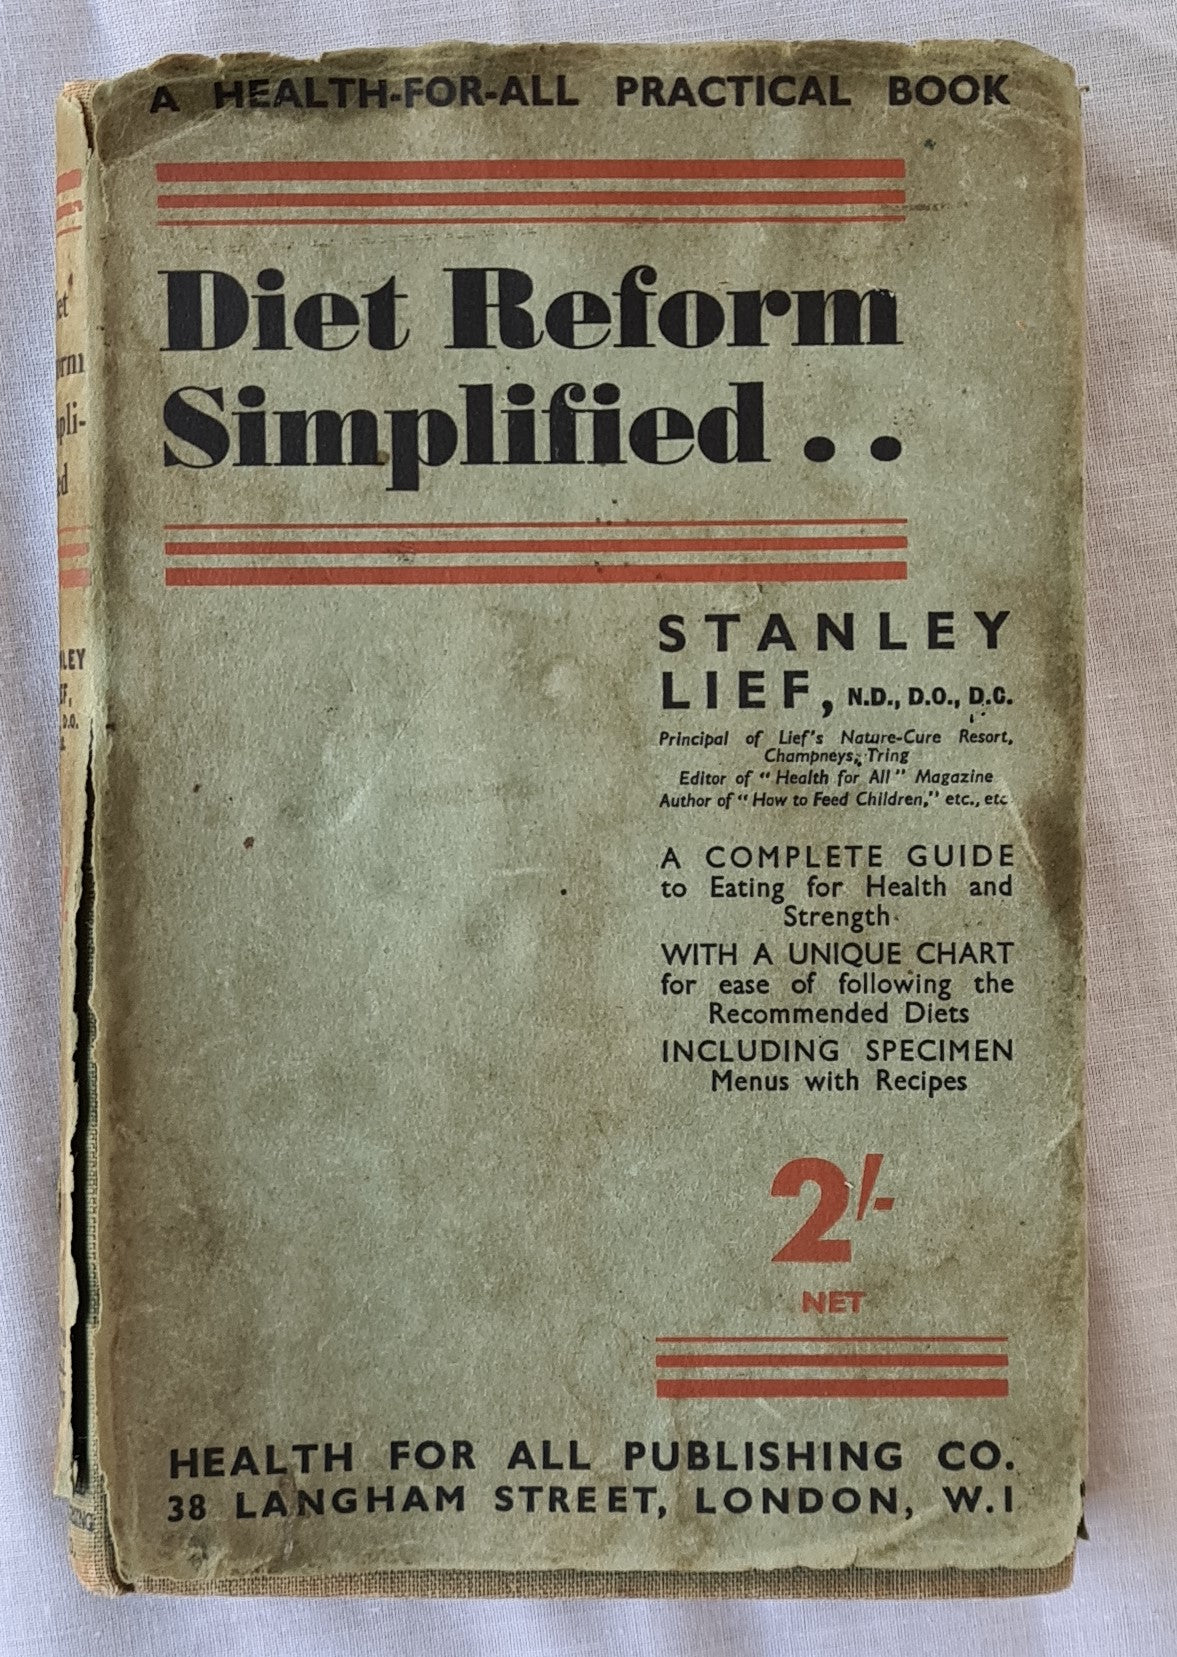 A HEALTH-FOR-ALL PRACTICAL BOOK
Diet Reform
Simplified . .
STANLEY
LIEF, N.D., D.O., D.C.
Principal of Lief's Nature-Cure Resort,
Champneys, Tring
Editor of "Health for All" Magazine
Author of "How to Feed Children," etc., etc.
A COMPLETE GUIDE
to Eating for Health and
Strength
WITH A UNIQUE CHART
for ease of following the
Recommended Diets
INCLUDING SPECIMEN
Menus with Recipes
2/-
NET
HEALTH FOR ALL PUBLISHING CO.
38 LANGHAM STREET, LONDON, W.1